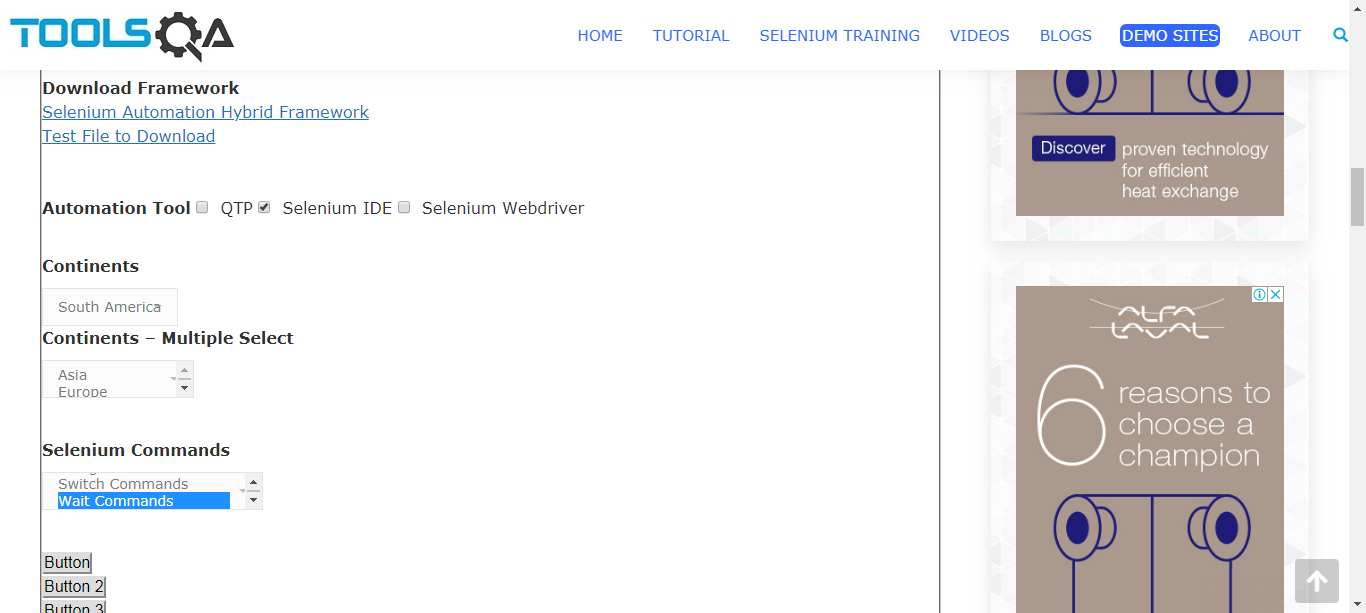 TOOLSQA
HOME TUTORIAL SELENIUM TRAINING VIDEOS BLOGS DEMO SITES ABOUT
Download Framework
Selenium Automation Hybrid Framework
Test File to Download
Automation Tool QTP Selenium IDE Selenium Webdriver
Continents
South America
Continents – Multiple Select
Asia
Europe
Selenium Commands
Switch Commands
Wait Commands
Button
Button 2
Button 3
Discover proven technology
for efficient
heat exchange
ALFA
LAVAL
6 reasons to
choose a
champion